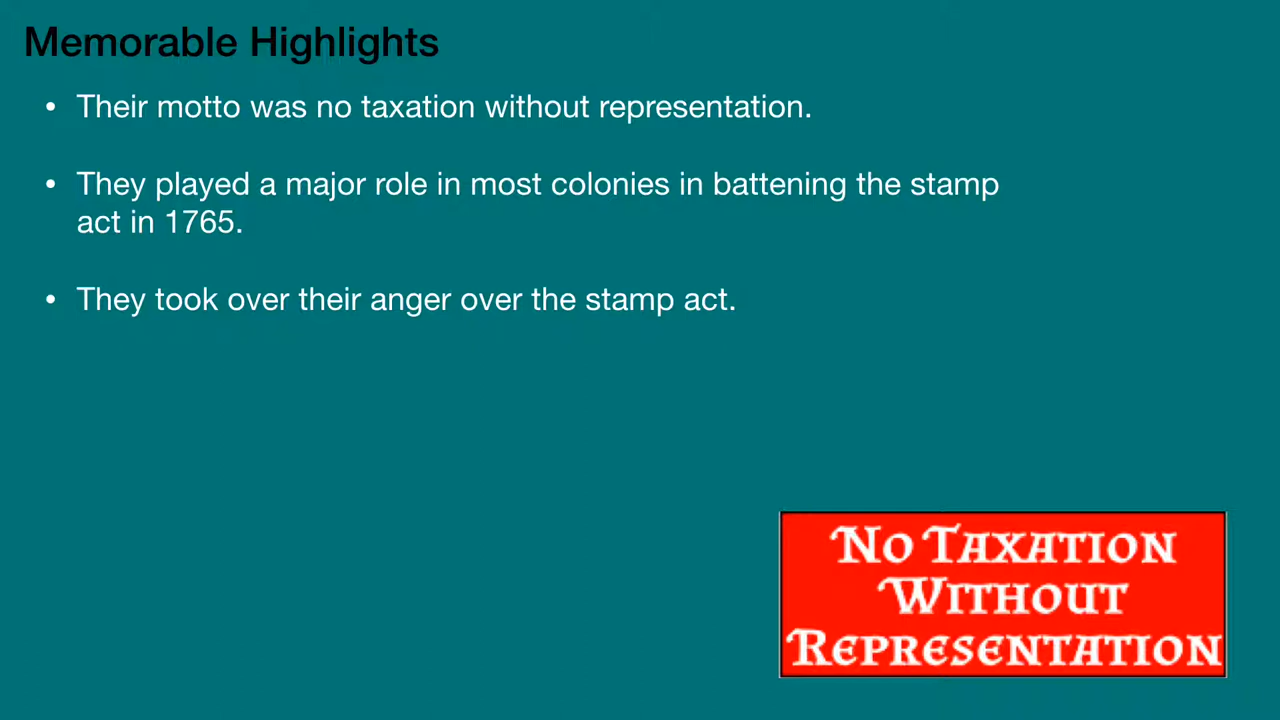 Memorable Highlights
• Their motto was no taxation without representation.
• They played a major role in most colonies in battening the stamp
act in 1765.
• They took over their anger over the stamp act.
No Taxation
Without
Representation